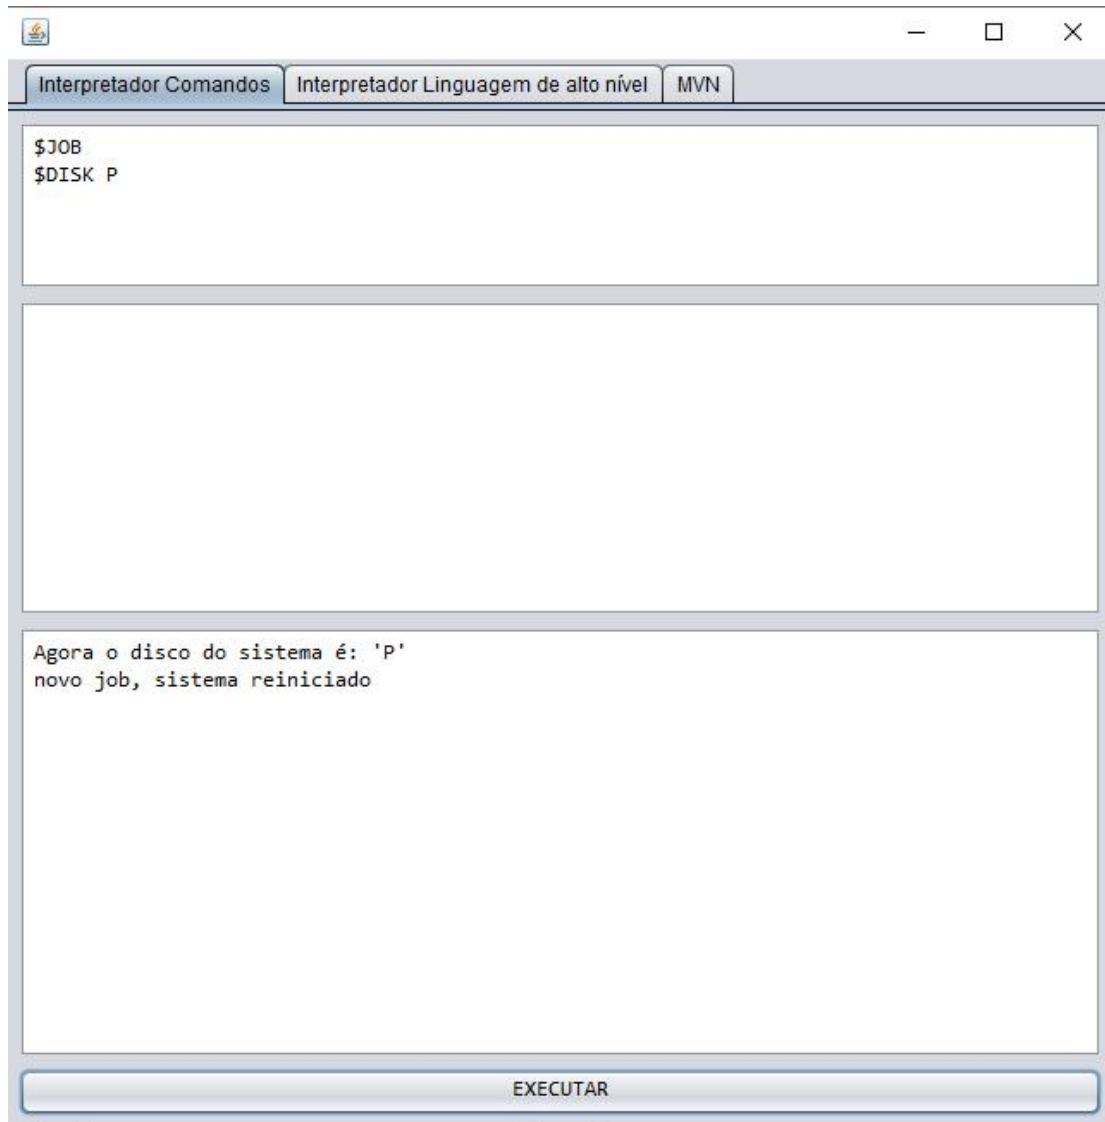 Interpretador Comandos Interpretador Linguagem de alto nível MVN
$JOB
$DISK P
Agora o disco do sistema é: 'P'
novo job, sistema reiniciado
EXECUTAR